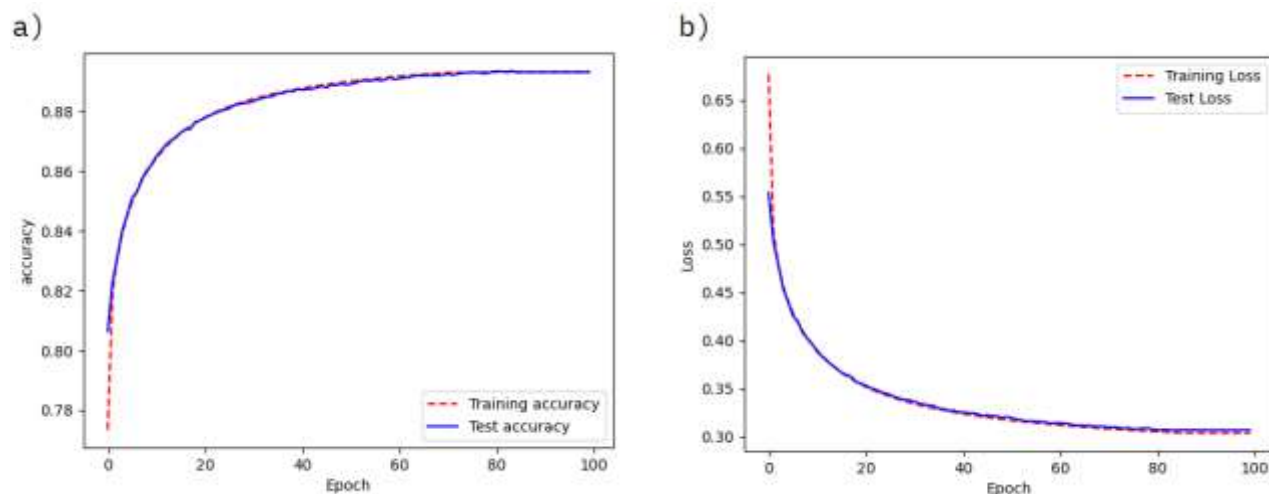 a)
0.88
0.86
0.84
0.82
0.80
0.78
accuracy
Training accuracy
Test accuracy
0 20 40 60 80 100
Epoch
b)
0.65
0.60
0.55
0.50
0.45
0.40
0.35
0.30
Loss
Training Loss
Test Loss
0 20 40 60 80 100
Epoch